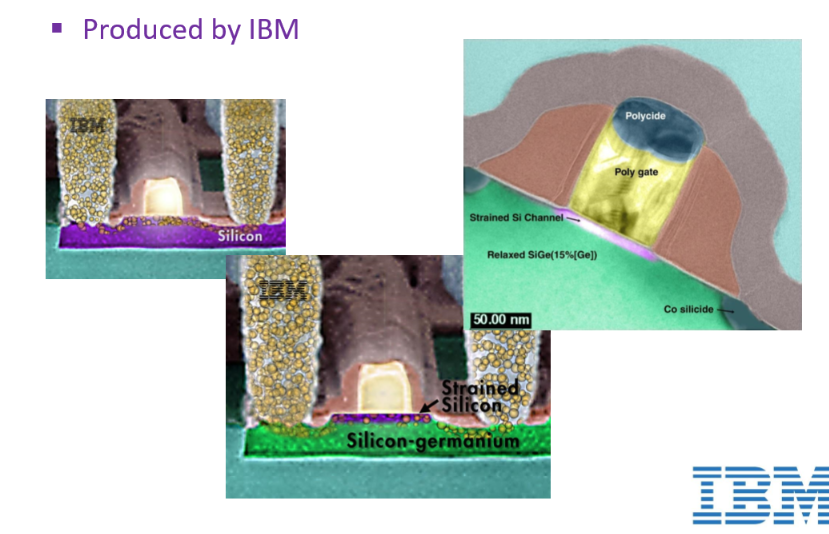 Produced by IBM
IBM
Silicon
Polycide
Poly gate
Strained Si Channel
Relaxed SiGe(15%[Ge])
Co silicide
50.00 nm
IBM
Strained
Silicon
Silicon-germanium
IBM